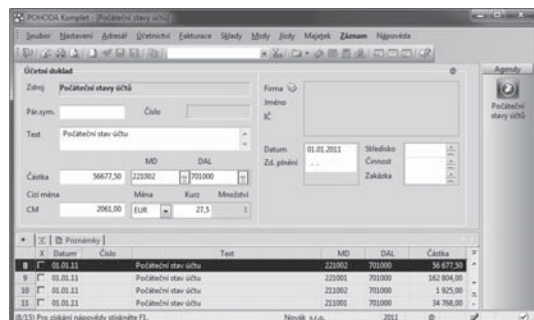 POHODA Komplet - [Počáteční stavy účtů]
Soubor Nastavení Adresář Účetnictví Fakturace Sklady Mzdy Jízdy Majetek Záznam Nápověda
Účetní doklad
Agendy
Zdroj Počáteční stavy účtů
Firma
Jméno
IČ
Počáteční stavy účtů
Pár.sym. Číslo
Text Počáteční stav účtu
Datum 01.01.2011 Středisko
Zd. plnění . . Činnost
Zakázka
MD DAL
Částka 56677,50 221002 701000
Cizí měna Měna Kurz Množství
CM 2061,00 EUR 27,5 1
Poznámky
X Datum Číslo Text MD DAL Částka
8 01.01.11 Počáteční stav účtu 221002 701000 56 677,50
9 01.01.11 Počáteční stav účtu 221001 701000 162 804,00
10 01.01.11 Počáteční stav účtu 211002 701000 1 925,00
11 01.01.11 Počáteční stav účtu 211001 701000 34 768,00
(8/15) Pro získání nápovědy stiskněte F1. Novák s.r.o. 2011 @